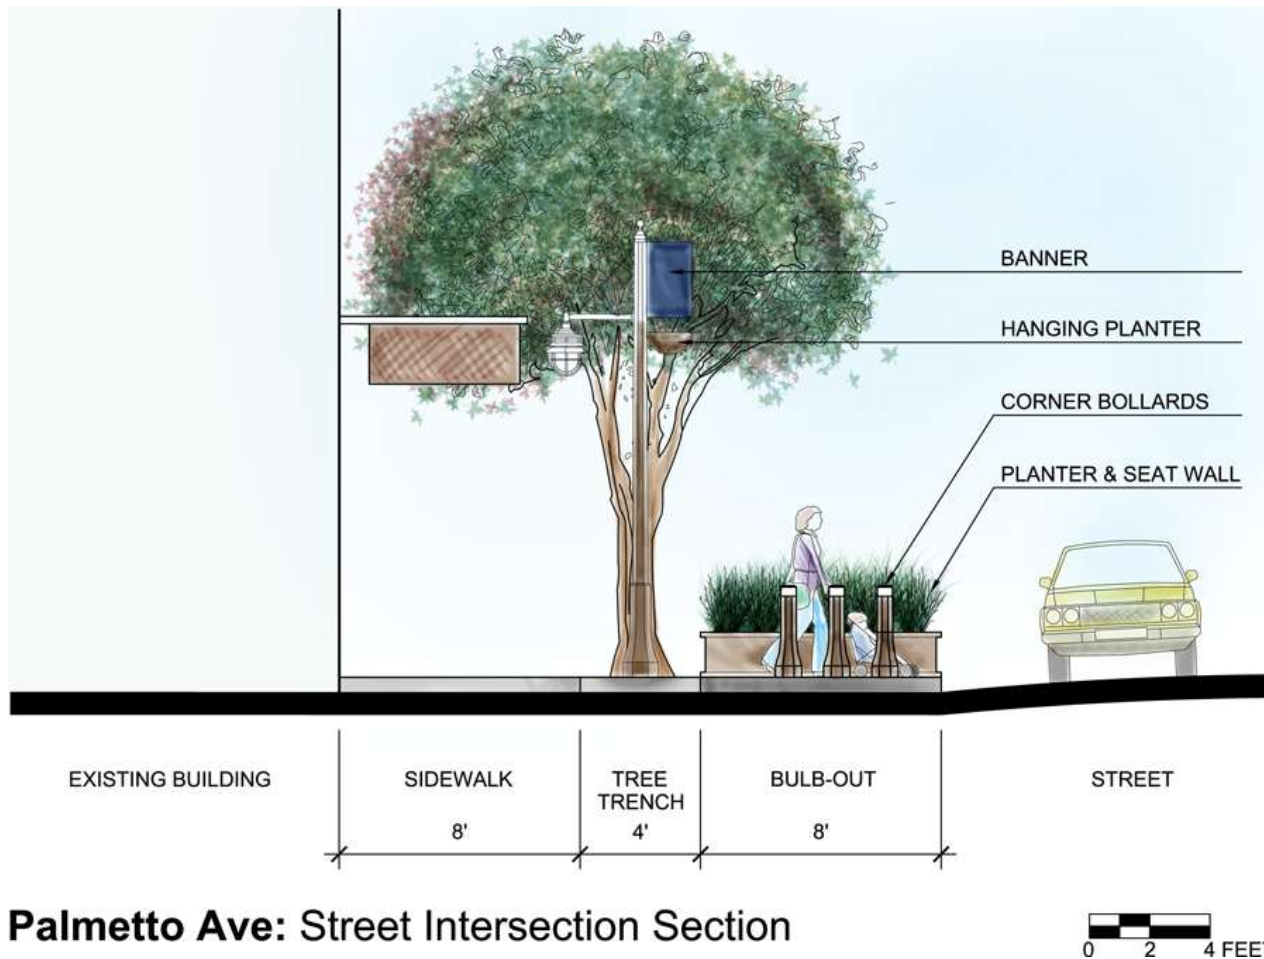 BANNER
HANGING PLANTER
CORNER BOLLARDS
PLANTER & SEAT WALL
EXISTING BUILDING
SIDEWALK
TREE
TRENCH
BULB-OUT
STREET
8'
4'
8'
Palmetto Ave: Street Intersection Section
0 2 4 FEET